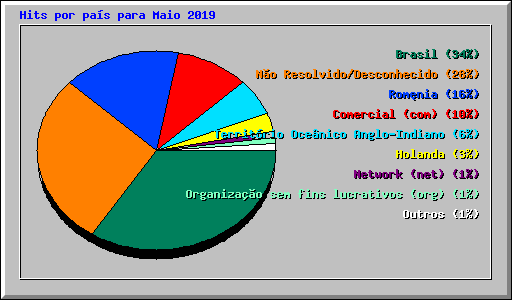 Hits por país para Maio 2019
Brasil (34%)
Não Resolvido/Desconhecido (28%)
Romęnia (16%)
Comercial (com) (10%)
Território Oceânico Anglo-Indiano (6%)
Holanda (3%)
Network (net) (1%)
Organização sem fins lucrativos (org) (1%)
Outros (1%)